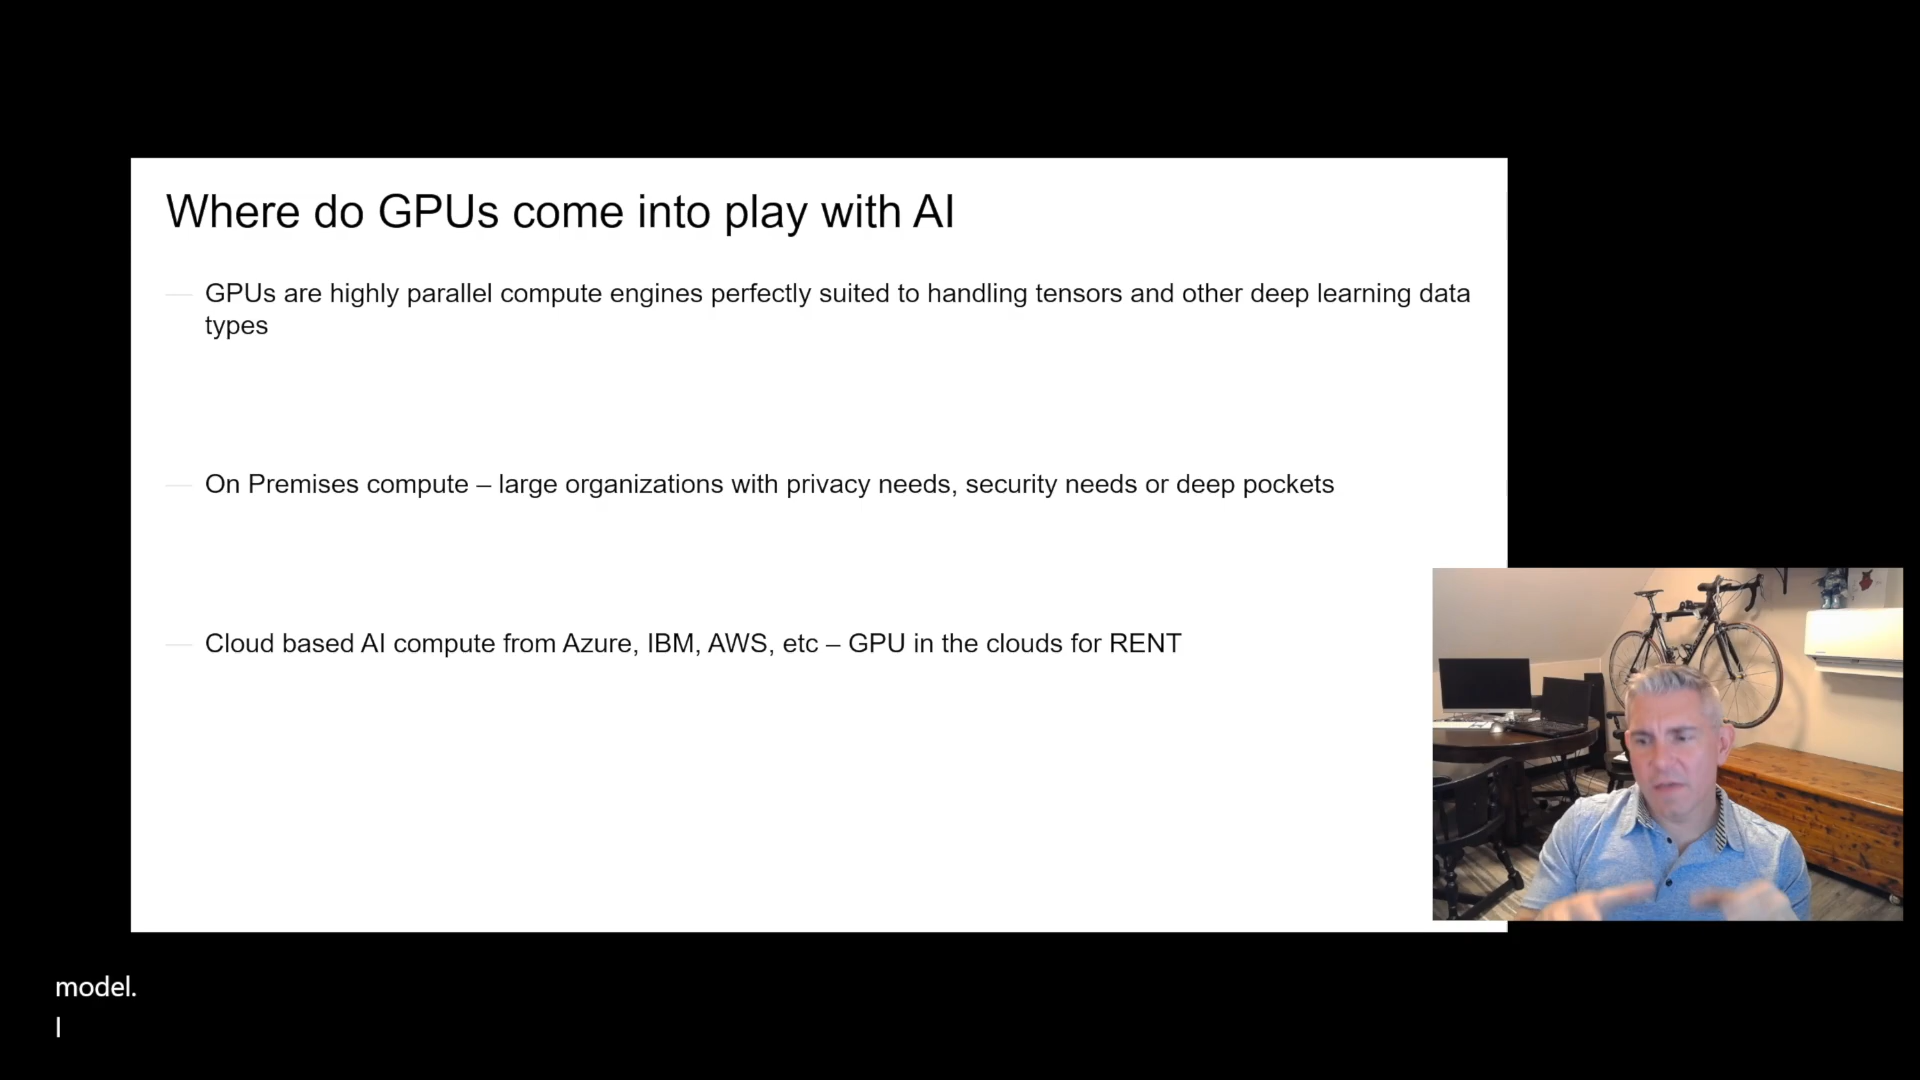 Where do GPUs come into play with AI
— GPUs are highly parallel compute engines perfectly suited to handling tensors and other deep learning data
types
— On Premises compute – large organizations with privacy needs, security needs or deep pockets
— Cloud based AI compute from Azure, IBM, AWS, etc – GPU in the clouds for RENT
model.
I